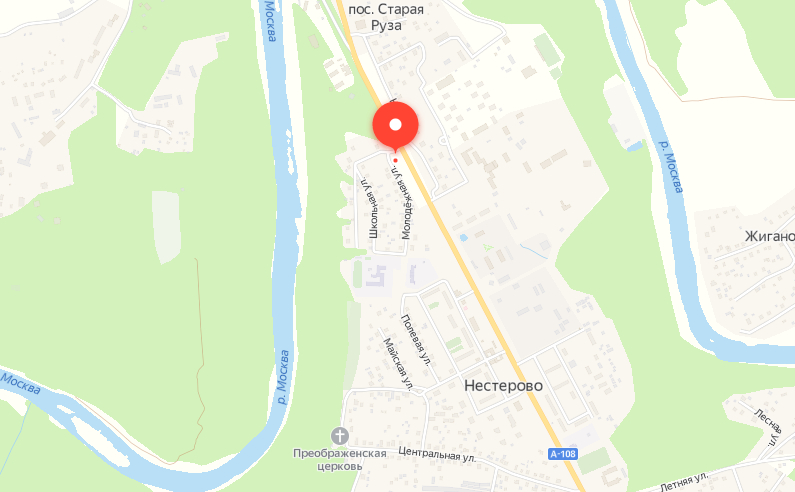 пос. Старая
Руза
р. Москва
р. Москва
Молодёжная ул.
Школьная ул.
Жигано
Полевая ул.
Майская ул.
р. Москва
Москва
Нестерово
Лесная
ул.
Преображенская
церковь
Центральная ул.
А-108
Летняя ул.